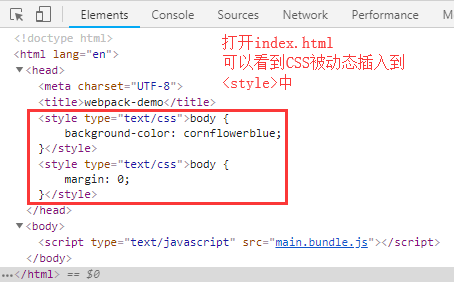 Elements
Console
Sources
<!doctype html>
<html lang="en">
<head>
<meta charset="UTF-8">
<title>webpack-demo</title>
<style type="text/css">body {
background-color: cornflowerblue;
}</style>
<style type="text/css">body {
margin: 0;
}</style>
</head>
<body>
<script type="text/javascript" src="main.bundle.js"></script>
</body>
…</html> == $0
打开index.html
可以看到CSS被动态插入到
<style>中